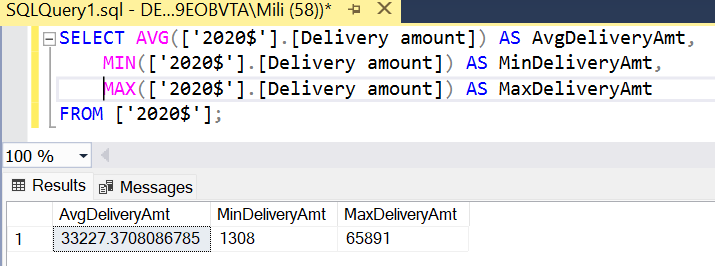 SQLQuery1.sql - DE...9EOBVTA\Mili (58))*
SELECT AVG(['2020$'].[Delivery amount]) AS AvgDeliveryAmt,
MIN(['2020$'].[Delivery amount]) AS MinDeliveryAmt,
MAX(['2020$'].[Delivery amount]) AS MaxDeliveryAmt
FROM ['2020$'];
100 %
Results Messages
AvgDeliveryAmt MinDeliveryAmt MaxDeliveryAmt
1 33227.3708086785 1308 65891